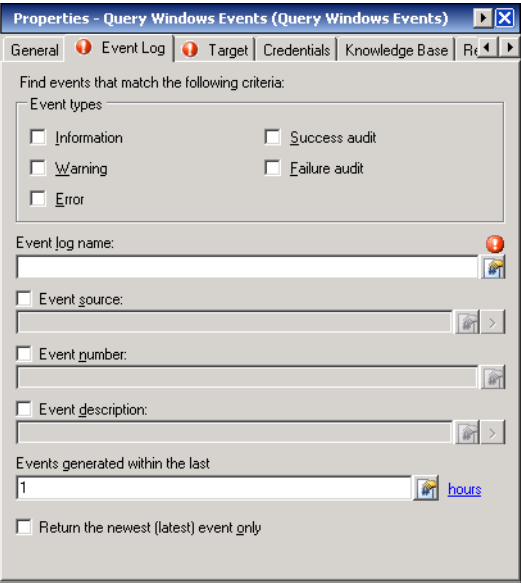 Properties - Query Windows Events (Query Windows Events)
General Event Log Target Credentials Knowledge Base
Find events that match the following criteria:
Event types
Information Success audit
Warning Failure audit
Error
Event log name:
Event source:
Event number:
Event description:
Events generated within the last
1 hours
Return the newest (latest) event only